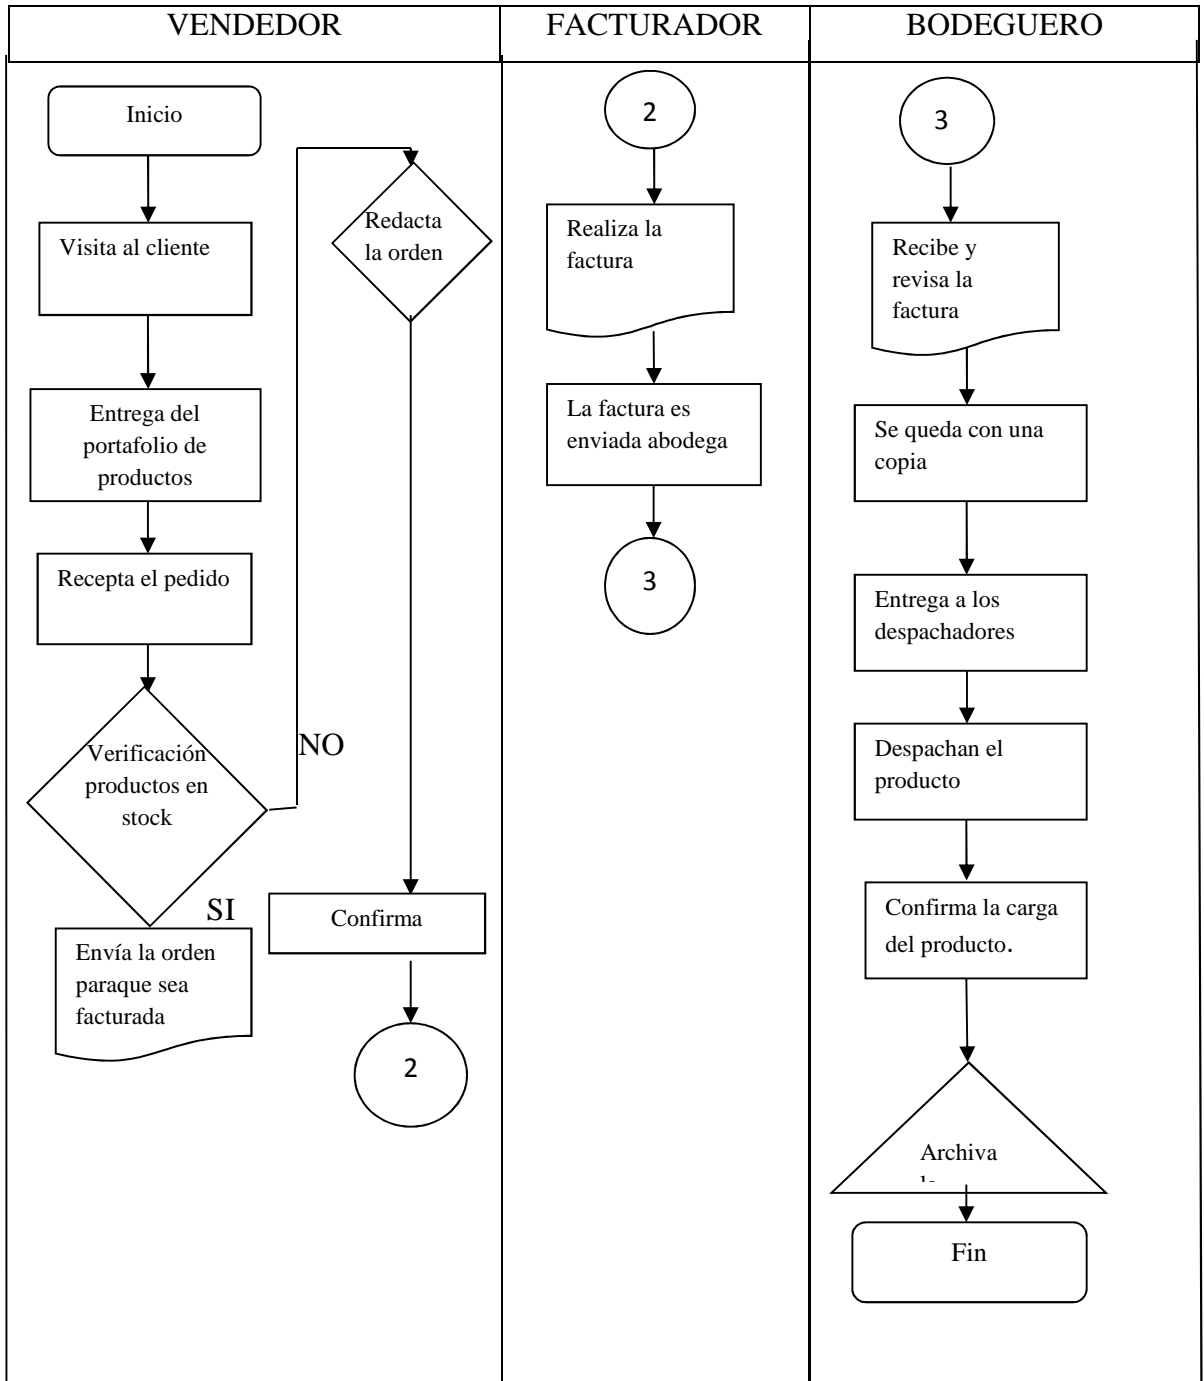 VENDEDOR
FACTURADOR
BODEGUERO
Inicio
Visita al cliente
Entrega del
portafolio de
productos
Recepta el pedido
Verificación
productos en
stock
NO
SI
Envía la orden
paraque sea
facturada
Redacta
la orden
Confirma
2
2
Realiza la
factura
La factura es
enviada abodega
3
3
Recibe y
revisa la
factura
Se queda con una
copia
Entrega a los
despachadores
Despachan el
producto
Confirma la carga
del producto.
Archiva
Fin